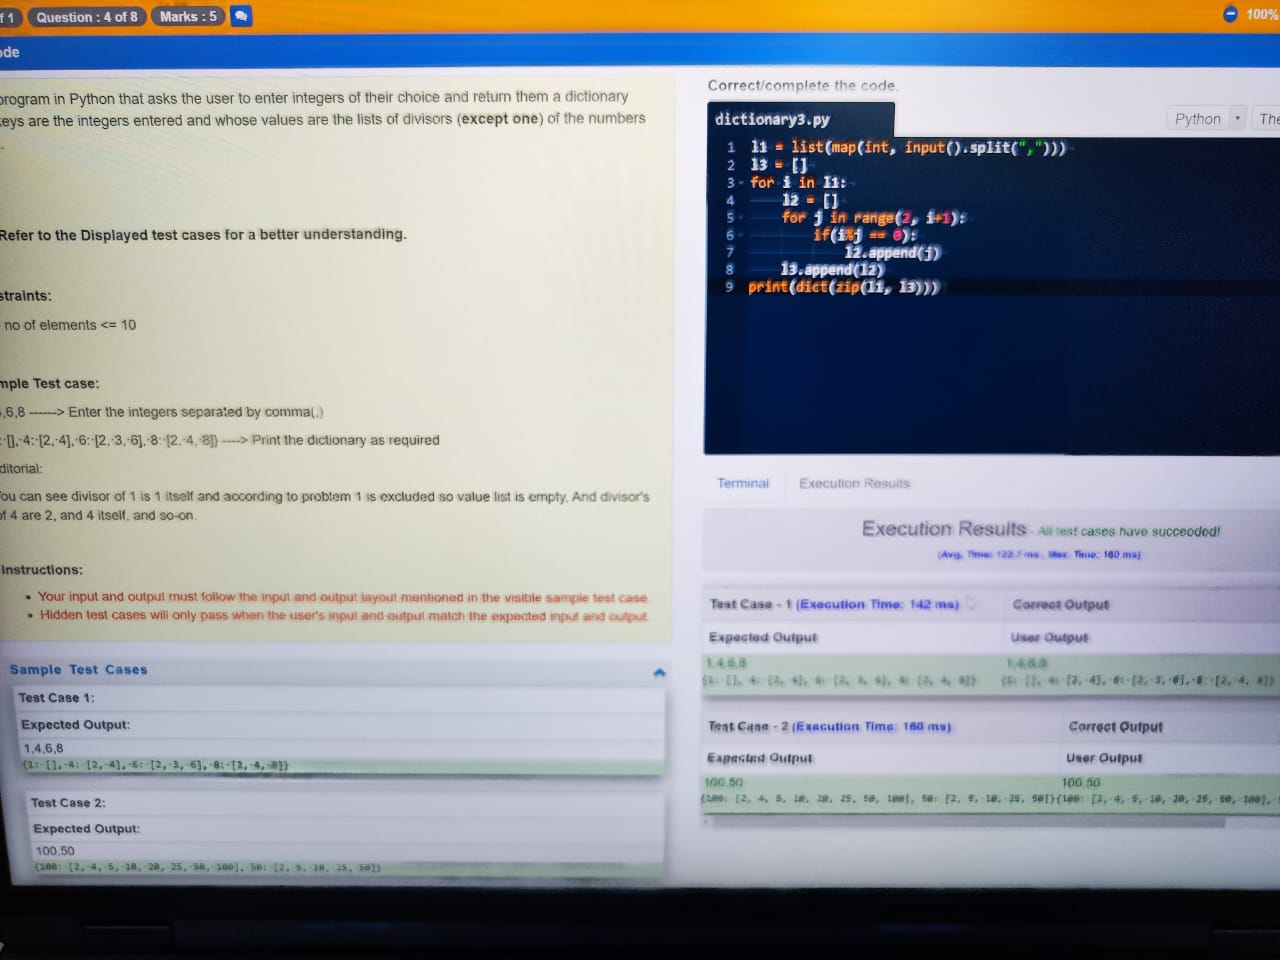 f 1 Question : 4 of 8 Marks : 5
100%
ode
program in Python that asks the user to enter integers of their choice and return them a dictionary
keys are the integers entered and whose values are the lists of divisors (except one) of the numbers
.
Refer to the Displayed test cases for a better understanding.
straints:
no of elements <= 10
mple Test case:
,6,8 ------> Enter the integers separated by comma(,)
: [], 4: [2, 4], 6: [2, 3, 6], 8: [2, 4, 8]} ----> Print the dictionary as required
ditorial:
ou can see divisor of 1 is 1 itself and according to problem 1 is excluded so value list is empty, And divisor's
of 4 are 2, and 4 itself, and so-on.
Instructions:
• Your input and output must follow the input and output layout mentioned in the visible sample test case.
• Hidden test cases will only pass when the user's input and output match the expected input and output.
Sample Test Cases
Test Case 1:
Expected Output:
1,4,6,8
{1: [], 4: [2, 4], 6: [2, 3, 6], 8: [2, 4, 8]}
Test Case 2:
Expected Output:
100,50
{100: [2, 4, 5, 10, 20, 25, 50, 100], 50: [2, 5, 10, 25, 50]}
Correct/complete the code.
dictionary3.py
Python
The
1 l1 = list(map(int, input().split(",")))
2 l3 = []
3 for i in l1:
4 l2 = []
5 for j in range(2, i+1):
6 if(i%j == 0):
7 l2.append(j)
8 l3.append(l2)
9 print(dict(zip(l1, l3)))
Terminal Execution Results
Execution Results - All test cases have succeeded!
(Avg. Time: 122.7 ms, Max. Time: 160 ms)
Test Case - 1 (Execution Time: 142 ms) Correct Output
Expected Output User Output
1,4,6,8 1,4,6,8
{1: [], 4: [2, 4], 6: [2, 3, 6], 8: [2, 4, 8]} {1: [], 4: [2, 4], 6: [2, 3, 6], 8: [2, 4, 8]}
Test Case - 2 (Execution Time: 160 ms) Correct Output
Expected Output User Output
100,50 100,50
{100: [2, 4, 5, 10, 20, 25, 50, 100], 50: [2, 5, 10, 25, 50]} {100: [2, 4, 5, 10, 20, 25, 50, 100],